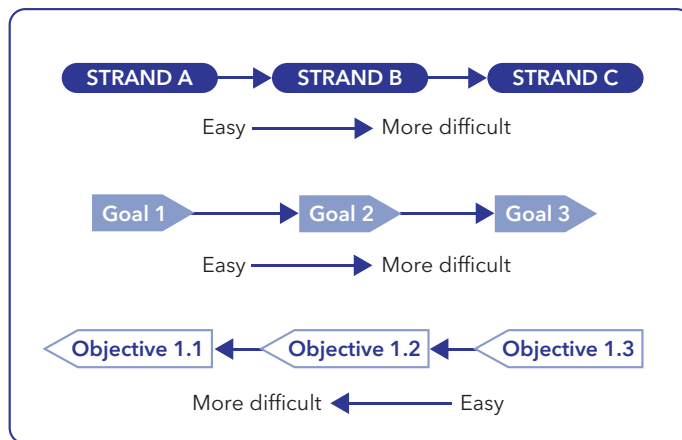 STRAND A STRAND B STRAND C
Easy More difficult
Goal 1 Goal 2 Goal 3
Easy More difficult
Objective 1.1 Objective 1.2 Objective 1.3
More difficult Easy